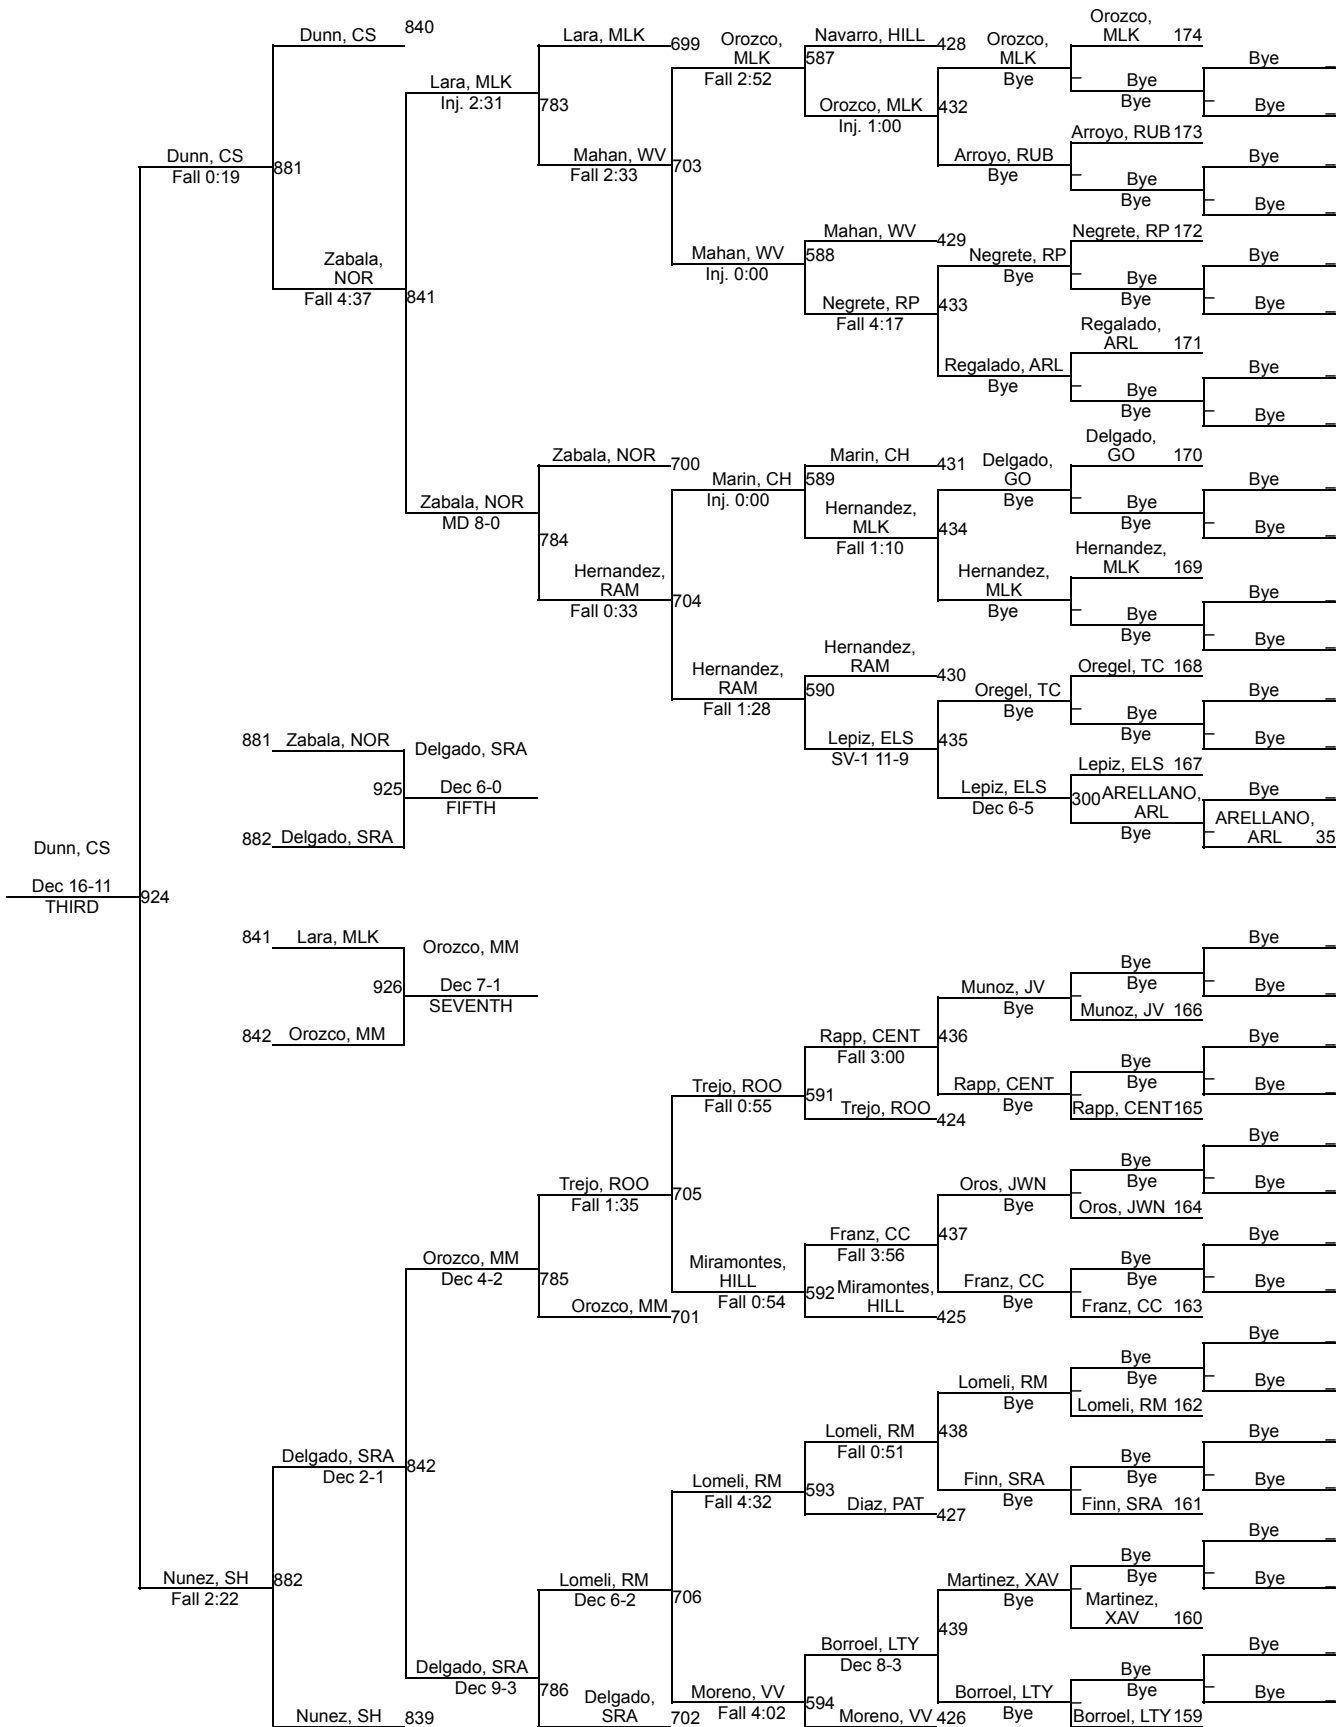 Dunn, CS 840
Lara, MLK 699
Orozco,
MLK
Fall 2:52
Navarro, HILL 428
587
Orozco,
MLK
Bye
Orozco,
MLK 174
Bye _
Lara, MLK
Inj. 2:31
783
Orozco, MLK
Inj. 1:00
432
_ Bye
Bye
_ Bye _
Dunn, CS
Fall 0:19
881
Mahan, WV
Fall 2:33
703
Arroyo, RUB
Bye
Arroyo, RUB 173
Bye _
_ Bye
Bye
_ Bye _
Zabala,
NOR
Fall 4:37
841
Mahan, WV
Inj. 0:00
Mahan, WV 429
588
Negrete, RP
Bye
Negrete, RP 172
Bye _
_ Bye
Bye
_ Bye _
Negrete, RP
Fall 4:17
433
Regalado, ARL
Bye
Regalado,
ARL 171
Bye _
_ Bye
Bye
_ Bye _
Zabala, NOR 700
Marin, CH
Inj. 0:00
Marin, CH 431
589
Delgado,
GO
Bye
Delgado,
GO 170
Bye _
_ Bye
Bye
_ Bye _
Zabala, NOR
MD 8-0
784
Hernandez,
MLK
Fall 1:10
434
Hernandez,
RAM
Fall 0:33
704
Hernandez,
MLK
Bye
Hernandez,
MLK 169
Bye _
_ Bye
Bye
_ Bye _
Hernandez,
RAM
Fall 1:28
Hernandez,
RAM 430
590
Oregel, TC
Bye
Oregel, TC 168
Bye _
_ Bye
Bye
_ Bye _
Lepiz, ELS
SV-1 11-9
435
Lepiz, ELS
Dec 6-5
Lepiz, ELS 167
300 ARELLANO,
ARL
Bye
Bye _
_ ARELLANO,
ARL 35
881 Zabala, NOR
Delgado, SRA
925 Dec 6-0
FIFTH
882 Delgado, SRA
Dunn, CS
Dec 16-11
THIRD
924
841 Lara, MLK
Orozco, MM
926 Dec 7-1
SEVENTH
842 Orozco, MM
Munoz, JV
Bye
Bye
Bye
_
Munoz, JV 166
Bye _
_ Bye _
Rapp, CENT
Fall 3:00
436
Trejo, ROO
Fall 0:55
591
Trejo, ROO 424
Rapp, CENT
Bye
Bye
Bye
_
Rapp, CENT 165
Bye _
_ Bye _
Trejo, ROO
Fall 1:35
705
Oros, JWN
Bye
Bye
Bye
_
Oros, JWN 164
Bye _
_ Bye _
Orozco, MM
Dec 4-2
785
Orozco, MM 701
Miramontes,
HILL
Fall 0:54
Franz, CC
Fall 3:56
437
592 Miramontes,
HILL 425
Franz, CC
Bye
Bye
Bye
_
Franz, CC 163
Bye _
_ Bye _
Lomeli, RM
Bye
Bye
Bye
_
Lomeli, RM 162
Bye _
_ Bye _
Delgado, SRA
Dec 2-1
842
Lomeli, RM
Fall 4:32
Lomeli, RM
Fall 0:51
438
593
Diaz, PAT 427
Finn, SRA
Bye
Bye
Bye
_
Finn, SRA 161
Bye _
_ Bye _
Nunez, SH
Fall 2:22
882
Lomeli, RM
Dec 6-2
706
Martinez, XAV
Bye
Bye
Bye
_
Martinez,
XAV 160
Bye _
_ Bye _
Delgado, SRA
Dec 9-3
786
Delgado,
SRA 702
Moreno, VV
Fall 4:02
Borroel, LTY
Dec 8-3
439
594
Moreno, VV 426
Borroel, LTY
Bye
Bye
Bye
_
Borroel, LTY 159
Bye _
_ Bye _
Nunez, SH 839